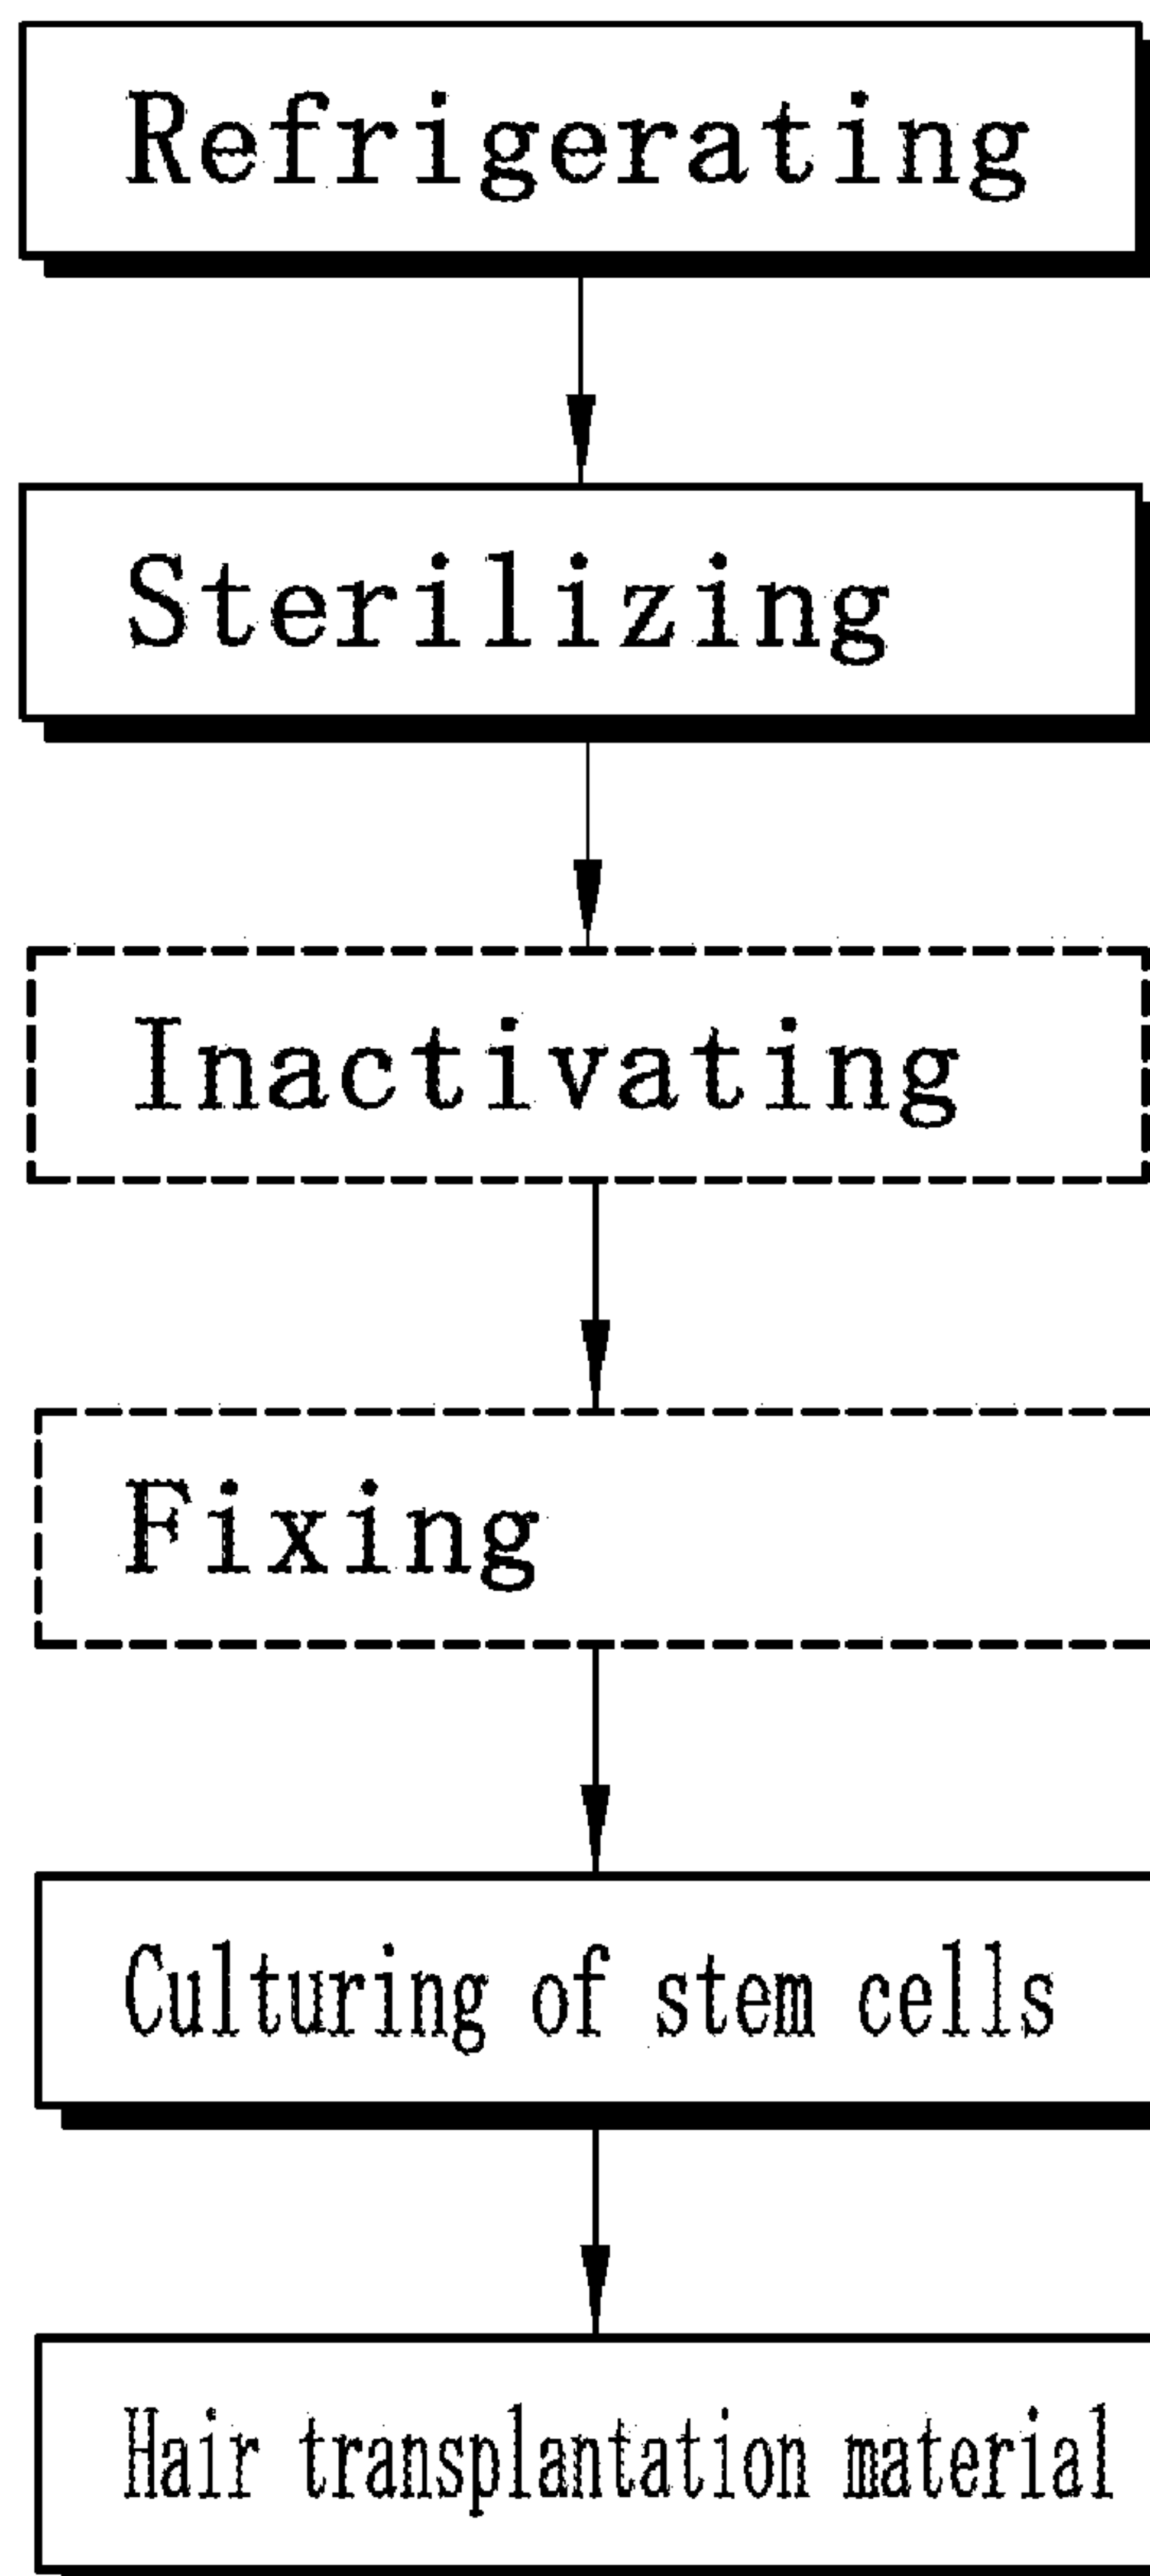 Refrigerating
Sterilizing
Inactivating
Fixing
Culturing of stem cells
Hair transplantation material